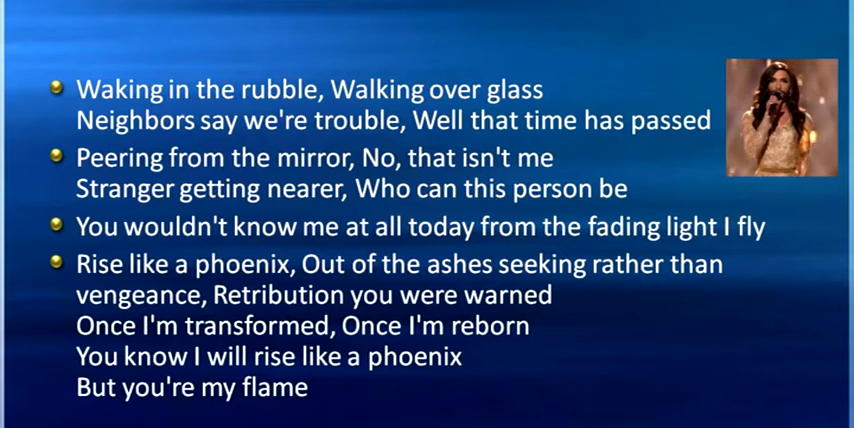 Waking in the rubble, Walking over glass
Neighbors say we're trouble, Well that time has passed
Peering from the mirror, No, that isn't me
Stranger getting nearer, Who can this person be
You wouldn't know me at all today from the fading light I fly
Rise like a phoenix, Out of the ashes seeking rather than
vengeance, Retribution you were warned
Once I'm transformed, Once I'm reborn
You know I will rise like a phoenix
But you're my flame